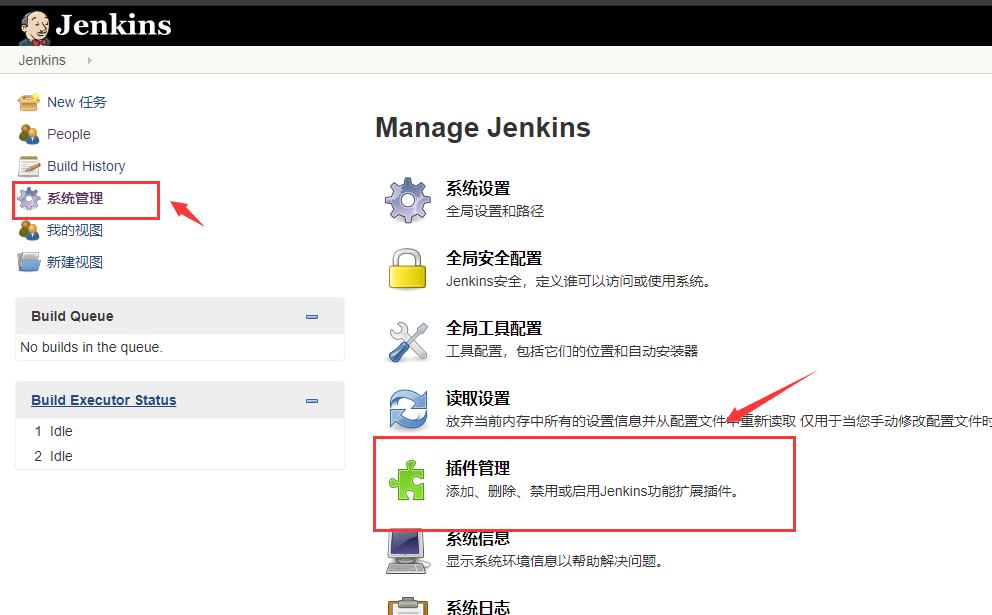 Jenkins
Jenkins
New 任务
People
Build History
系统管理
我的视图
新建视图
Build Queue
No builds in the queue.
Build Executor Status
1 Idle
2 Idle
Manage Jenkins
系统设置
全局设置和路径
全局安全配置
Jenkins安全，定义谁可以访问或使用系统。
全局工具配置
工具配置，包括它们的位置和自动安装器
读取设置
放弃当前内存中所有的设置信息并从配置文件中重新读取 仅用于当您手动修改配置文件时
插件管理
添加、删除、禁用或启用Jenkins功能扩展插件。
系统信息
显示系统环境信息以帮助解决问题。
系统日志